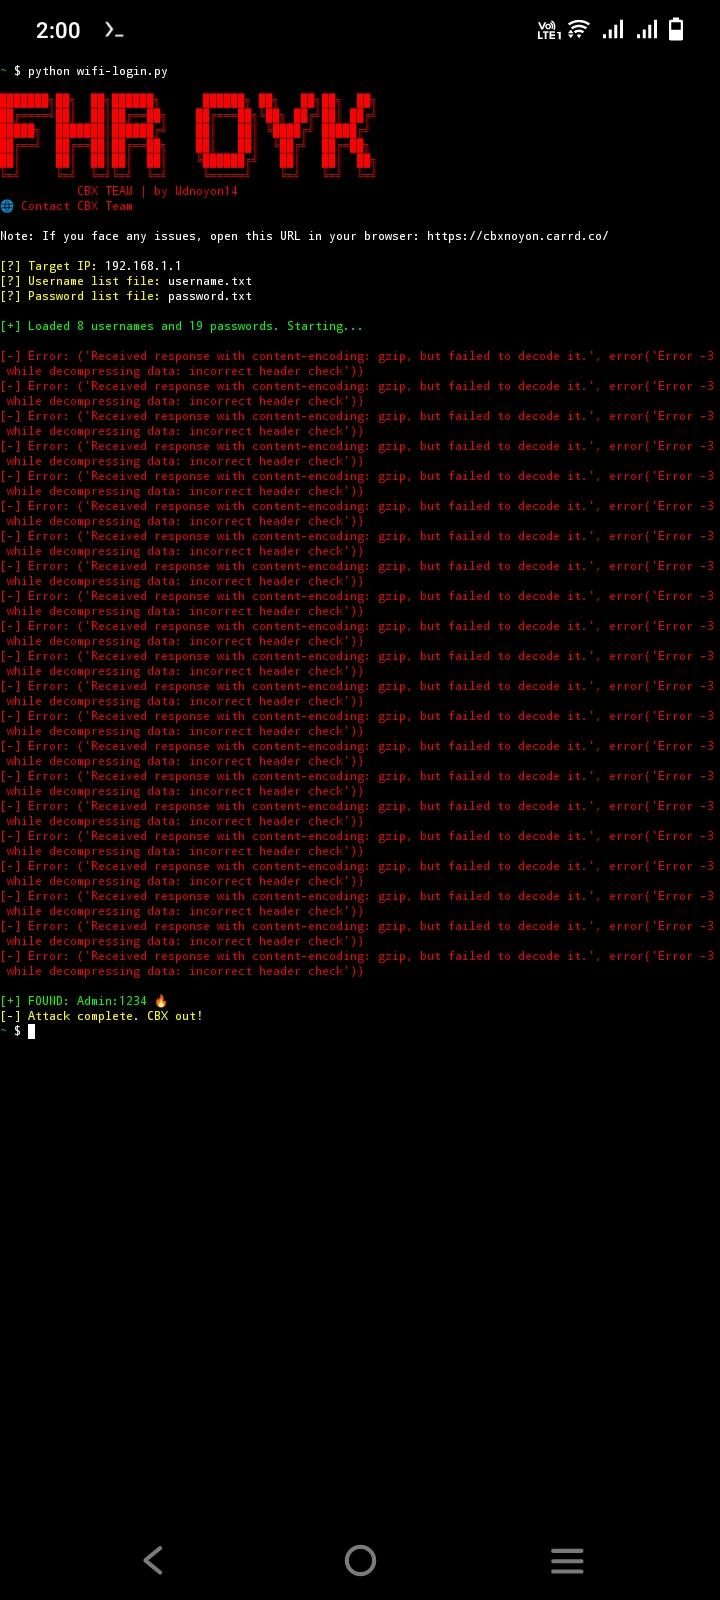 2:00 >_ Vo) LTE1
~ $ python wifi-login.py
FHR OYK
CBX TEAM | by Mdnoyon14
🌐 Contact CBX Team
Note: If you face any issues, open this URL in your browser: https://cbxnoyon.carrd.co/
[?] Target IP: 192.168.1.1
[?] Username list file: username.txt
[?] Password list file: password.txt
[+] Loaded 8 usernames and 19 passwords. Starting...
[-] Error: ('Received response with content-encoding: gzip, but failed to decode it.', error('Error -3
while decompressing data: incorrect header check'))
[-] Error: ('Received response with content-encoding: gzip, but failed to decode it.', error('Error -3
while decompressing data: incorrect header check'))
[-] Error: ('Received response with content-encoding: gzip, but failed to decode it.', error('Error -3
while decompressing data: incorrect header check'))
[-] Error: ('Received response with content-encoding: gzip, but failed to decode it.', error('Error -3
while decompressing data: incorrect header check'))
[-] Error: ('Received response with content-encoding: gzip, but failed to decode it.', error('Error -3
while decompressing data: incorrect header check'))
[-] Error: ('Received response with content-encoding: gzip, but failed to decode it.', error('Error -3
while decompressing data: incorrect header check'))
[-] Error: ('Received response with content-encoding: gzip, but failed to decode it.', error('Error -3
while decompressing data: incorrect header check'))
[-] Error: ('Received response with content-encoding: gzip, but failed to decode it.', error('Error -3
while decompressing data: incorrect header check'))
[-] Error: ('Received response with content-encoding: gzip, but failed to decode it.', error('Error -3
while decompressing data: incorrect header check'))
[-] Error: ('Received response with content-encoding: gzip, but failed to decode it.', error('Error -3
while decompressing data: incorrect header check'))
[-] Error: ('Received response with content-encoding: gzip, but failed to decode it.', error('Error -3
while decompressing data: incorrect header check'))
[-] Error: ('Received response with content-encoding: gzip, but failed to decode it.', error('Error -3
while decompressing data: incorrect header check'))
[-] Error: ('Received response with content-encoding: gzip, but failed to decode it.', error('Error -3
while decompressing data: incorrect header check'))
[-] Error: ('Received response with content-encoding: gzip, but failed to decode it.', error('Error -3
while decompressing data: incorrect header check'))
[-] Error: ('Received response with content-encoding: gzip, but failed to decode it.', error('Error -3
while decompressing data: incorrect header check'))
[-] Error: ('Received response with content-encoding: gzip, but failed to decode it.', error('Error -3
while decompressing data: incorrect header check'))
[-] Error: ('Received response with content-encoding: gzip, but failed to decode it.', error('Error -3
while decompressing data: incorrect header check'))
[-] Error: ('Received response with content-encoding: gzip, but failed to decode it.', error('Error -3
while decompressing data: incorrect header check'))
[-] Error: ('Received response with content-encoding: gzip, but failed to decode it.', error('Error -3
while decompressing data: incorrect header check'))
[-] Error: ('Received response with content-encoding: gzip, but failed to decode it.', error('Error -3
while decompressing data: incorrect header check'))
[-] Error: ('Received response with content-encoding: gzip, but failed to decode it.', error('Error -3
while decompressing data: incorrect header check'))
[+] FOUND: Admin:1234 🔥
[-] Attack complete. CBX out!
~ $